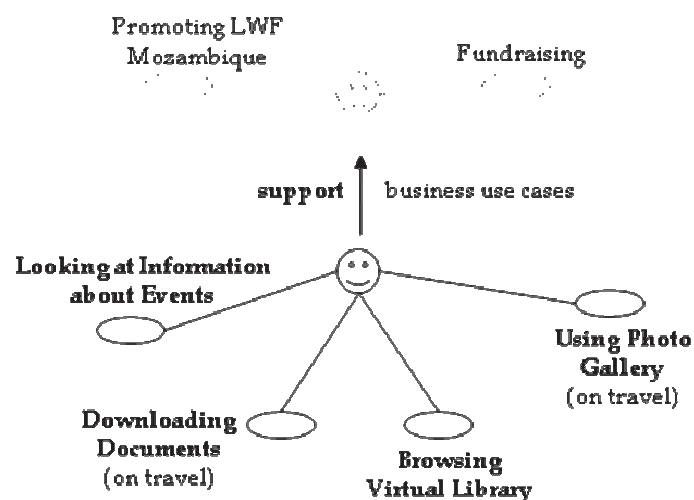 Promoting LWF
Mozambique
Fundraising
support business use cases
Looking at Information
about Events
Using Photo
Gallery
(on travel)
Downloading
Documents
(on travel)
Browsing
Virtual Library